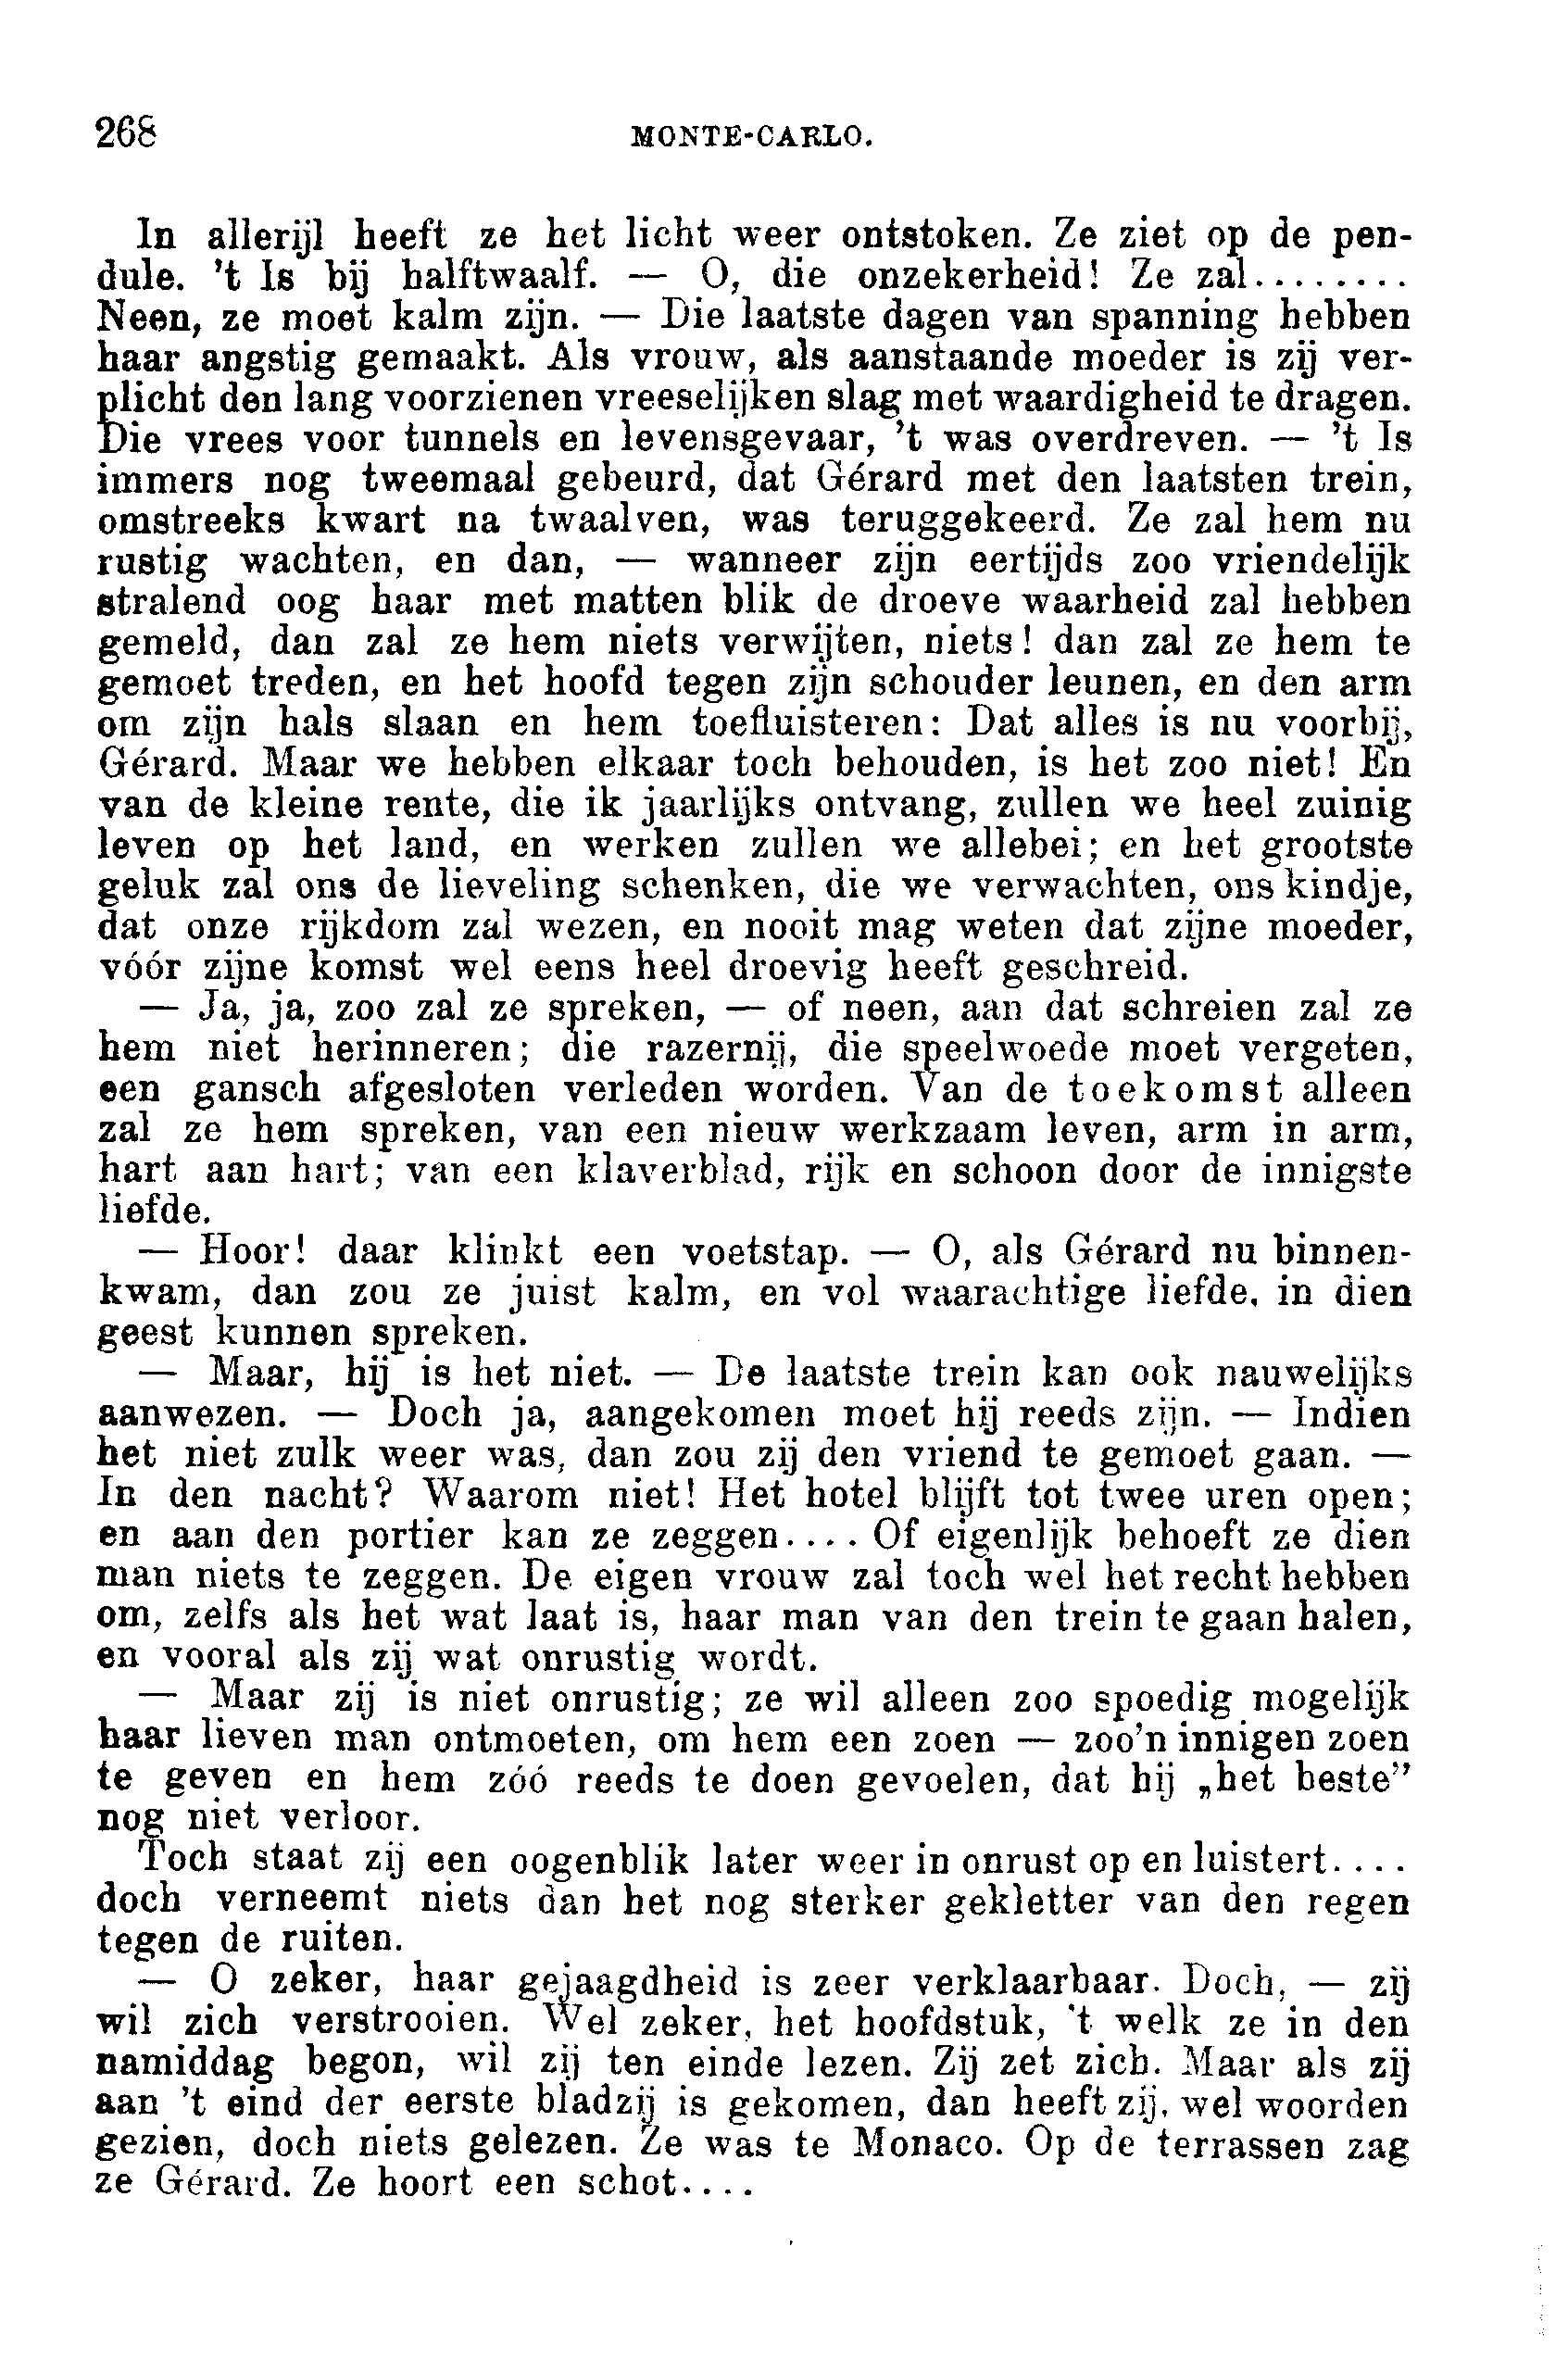 268 MONTE-CARLO.
In allerijl heeft ze het licht weer ontstoken. Ze ziet op de pen-
dule. 't Is bij halftwaalf. — O, die onzekerheid! Ze zal.........
Neen, ze moet kalm zijn. — Die laatste dagen van spanning hebben
haar angstig gemaakt. Als vrouw, als aanstaande moeder is zij ver-
plicht den lang voorzienen vreeselijken slag met waardigheid te dragen.
Die vrees voor tunnels en levensgevaar, 't was overdreven. — 't Is
immers nog tweemaal gebeurd, dat Gérard met den laatsten trein,
omstreeks kwart na twaalven, was teruggekeerd. Ze zal hem nu
rustig wachten, en dan, — wanneer zijn eertijds zoo vriendelijk
stralend oog haar met matten blik de droeve waarheid zal hebben
gemeld, dan zal ze hem niets verwijten, niets! dan zal ze hem te
gemoet treden, en het hoofd tegen zijn schouder leunen, en den arm
om zijn hals slaan en hem toefluisteren: Dat alles is nu voorbij,
Gérard. Maar we hebben elkaar toch behouden, is het zoo niet! En
van de kleine rente, die ik jaarlijks ontvang, zullen we heel zuinig
leven op het land, en werken zullen we allebei; en het grootste
geluk zal ons de lieveling schenken, die we verwachten, ons kindje,
dat onze rijkdom zal wezen, en nooit mag weten dat zijne moeder,
vóór zijne komst wel eens heel droevig heeft geschreid.
— Ja, ja, zoo zal ze spreken, — of neen, aan dat schreien zal ze
hem niet herinneren; die razernij, die speelwoede moet vergeten,
een gansch afgesloten verleden worden. Van de toekomst alleen
zal ze hem spreken, van een nieuw werkzaam leven, arm in arm,
hart aan hart; van een klaverblad, rijk en schoon door de innigste
liefde.
— Hoor! daar klinkt een voetstap. — O, als Gérard nu binnen-
kwam, dan zou ze juist kalm, en vol waarachtige liefde, in dien
geest kunnen spreken.
— Maar, hij is het niet. — De laatste trein kan ook nauwelijks
aanwezen. — Doch ja, aangekomen moet hij reeds zijn. — Indien
het niet zulk weer was, dan zou zij den vriend te gemoet gaan. —
In den nacht? Waarom niet! Het hotel blijft tot twee uren open;
en aan den portier kan ze zeggen.... Of eigenlijk behoeft ze dien
man niets te zeggen. De eigen vrouw zal toch wel het recht hebben
om, zelfs als het wat laat is, haar man van den trein te gaan halen,
en vooral als zij wat onrustig wordt.
— Maar zij is niet onrustig; ze wil alleen zoo spoedig mogelijk
haar lieven man ontmoeten, om hem een zoen — zoo'n innigen zoen
te geven en hem zóó reeds te doen gevoelen, dat hij „het beste”
nog niet verloor.
Toch staat zij een oogenblik later weer in onrust op en luistert....
doch verneemt niets dan het nog sterker gekletter van den regen
tegen de ruiten.
— O zeker, haar gejaagdheid is zeer verklaarbaar. Doch, — zij
wil zich verstrooien. Wel zeker, het hoofdstuk, 't welk ze in den
namiddag begon, wil zij ten einde lezen. Zij zet zich. Maar als zij
aan 't eind der eerste bladzij is gekomen, dan heeft zij, wel woorden
gezien, doch niets gelezen. Ze was te Monaco. Op de terrassen zag
ze Gérard. Ze hoort een schot....